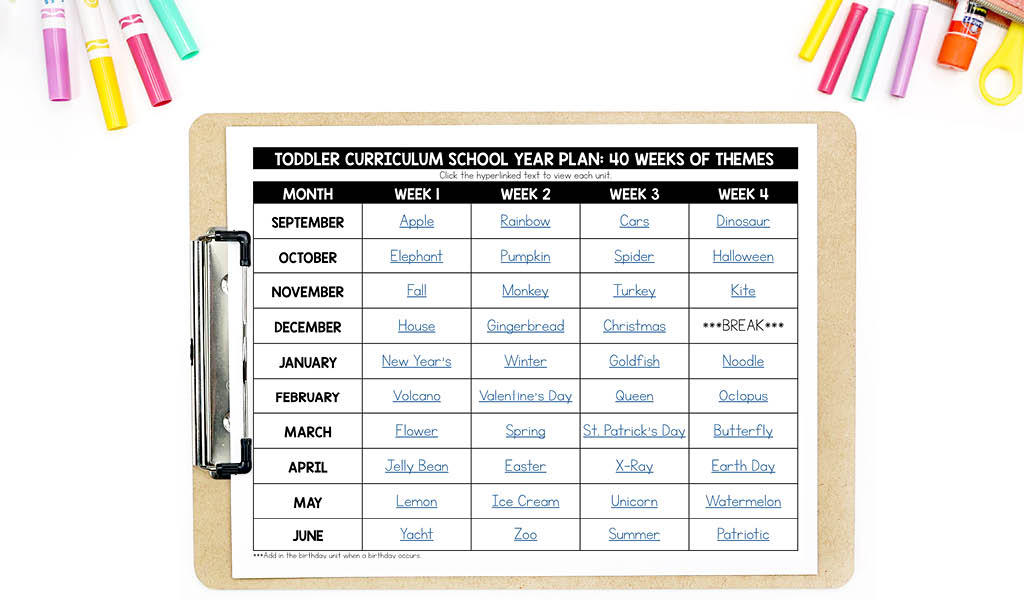 TODDLER CURRICULUM SCHOOL YEAR PLAN: 40 WEEKS OF THEMES
Click the hyperlinked text to view each unit.
MONTH WEEK 1 WEEK 2 WEEK 3 WEEK 4
SEPTEMBER Apple Rainbow Cars Dinosaur
OCTOBER Elephant Pumpkin Spider Halloween
NOVEMBER Fall Monkey Turkey Kite
DECEMBER House Gingerbread Christmas ***BREAK***
JANUARY New Year's Winter Goldfish Noodle
FEBRUARY Volcano Valentine's Day Queen Octopus
MARCH Flower Spring St. Patrick's Day Butterfly
APRIL Jelly Bean Easter X-Ray Earth Day
MAY Lemon Ice Cream Unicorn Watermelon
JUNE Yacht Zoo Summer Patriotic
***Add in the birthday unit when a birthday occurs.